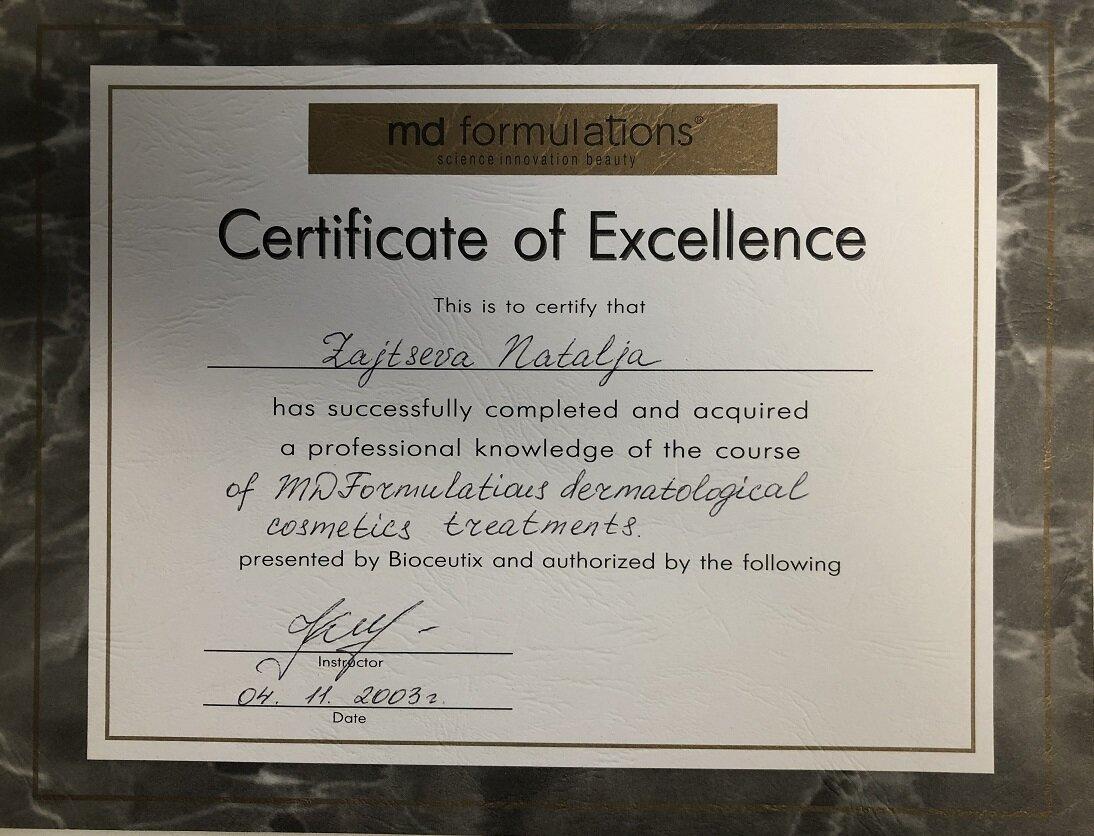 md formulations®
science innovation beauty
Certificate of Excellence
This is to certify that
Zajtseva Natalja
has successfully completed and acquired
a professional knowledge of the course
of MDFormulations dermatological
cosmetics treatments.
presented by Bioceutix and authorized by the following
Instructor
04. 11. 2003г.
Date